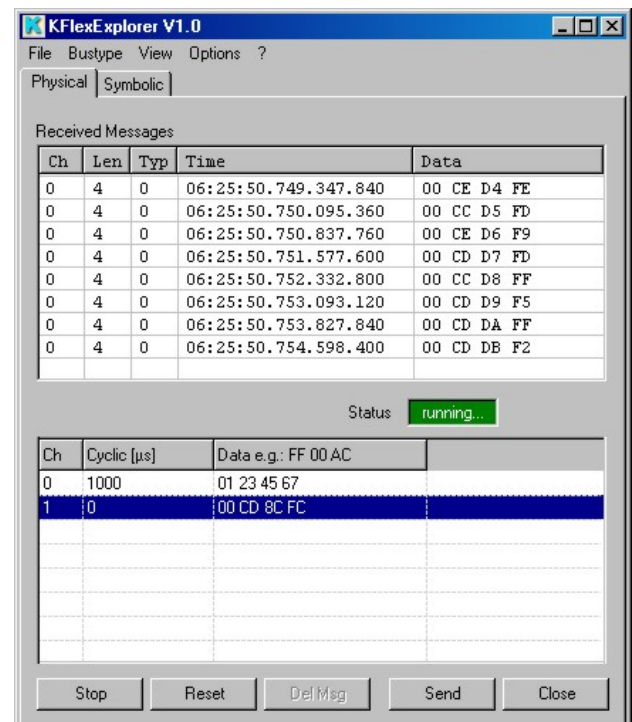 KFlexExplorer V1.0
File Bustype View Options ?
Physical Symbolic
Received Messages
Ch Len Typ Time Data
0 4 0 06:25:50.749.347.840 00 CE D4 FE
0 4 0 06:25:50.750.095.360 00 CC D5 FD
0 4 0 06:25:50.750.837.760 00 CE D6 F9
0 4 0 06:25:50.751.577.600 00 CD D7 FD
0 4 0 06:25:50.752.332.800 00 CC D8 FF
0 4 0 06:25:50.753.093.120 00 CD D9 F5
0 4 0 06:25:50.753.827.840 00 CD DA FF
0 4 0 06:25:50.754.598.400 00 CD DB F2
Status running...
Ch Cyclic [µs] Data e.g.: FF 00 AC
0 1000 01 23 45 67
1 0 00 CD 8C FC
Stop Reset Del Msg Send Close